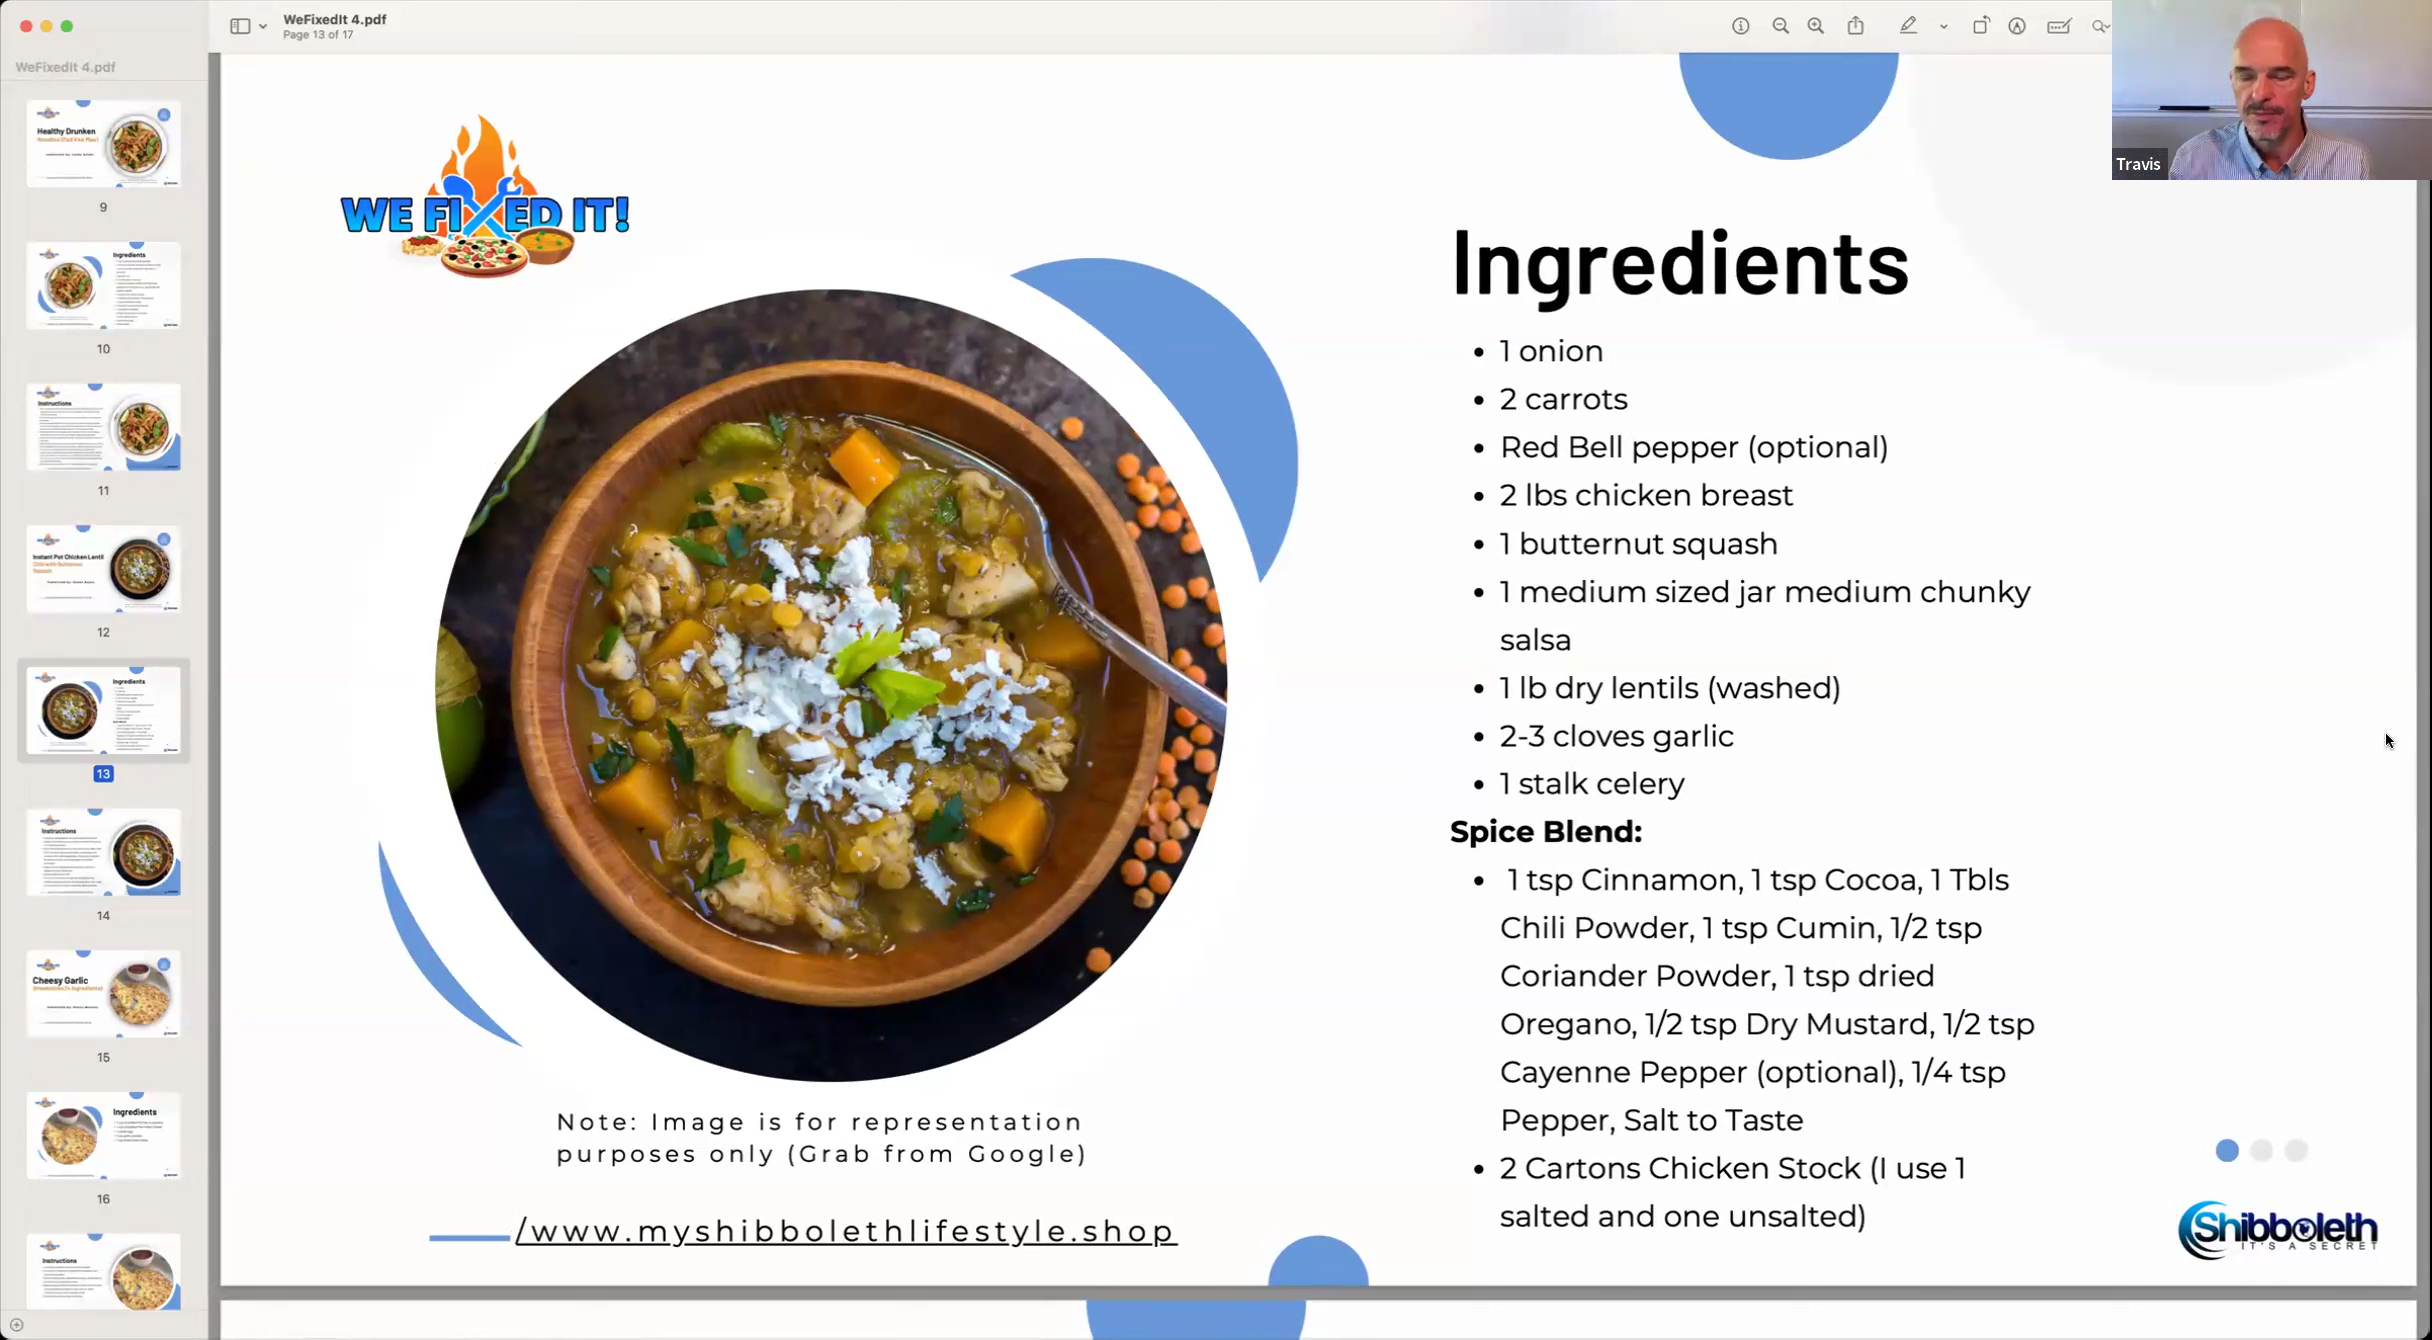 WeFixedIt 4.pdf
Page 13 of 17
WeFixedIt 4.pdf
Healthy Drunken
9
Ingredients
10
Instructions
11
Instant Pot Chicken Lentil
Chili with Butternut
Squash
12
Ingredients
13
Instructions
14
Cheesy Garlic
15
Ingredients
16
Instructions
Travis
WE FIXED IT!
Ingredients
• 1 onion
• 2 carrots
• Red Bell pepper (optional)
• 2 lbs chicken breast
• 1 butternut squash
• 1 medium sized jar medium chunky
salsa
• 1 lb dry lentils (washed)
• 2-3 cloves garlic
• 1 stalk celery
Spice Blend:
• 1 tsp Cinnamon, 1 tsp Cocoa, 1 Tbls
Chili Powder, 1 tsp Cumin, 1/2 tsp
Coriander Powder, 1 tsp dried
Oregano, 1/2 tsp Dry Mustard, 1/2 tsp
Cayenne Pepper (optional), 1/4 tsp
Pepper, Salt to Taste
• 2 Cartons Chicken Stock (I use 1
salted and one unsalted)
Note: Image is for representation
purposes only (Grab from Google)
/www.myshibbolethlifestyle.shop
Shibboleth
IT'S A SECRET